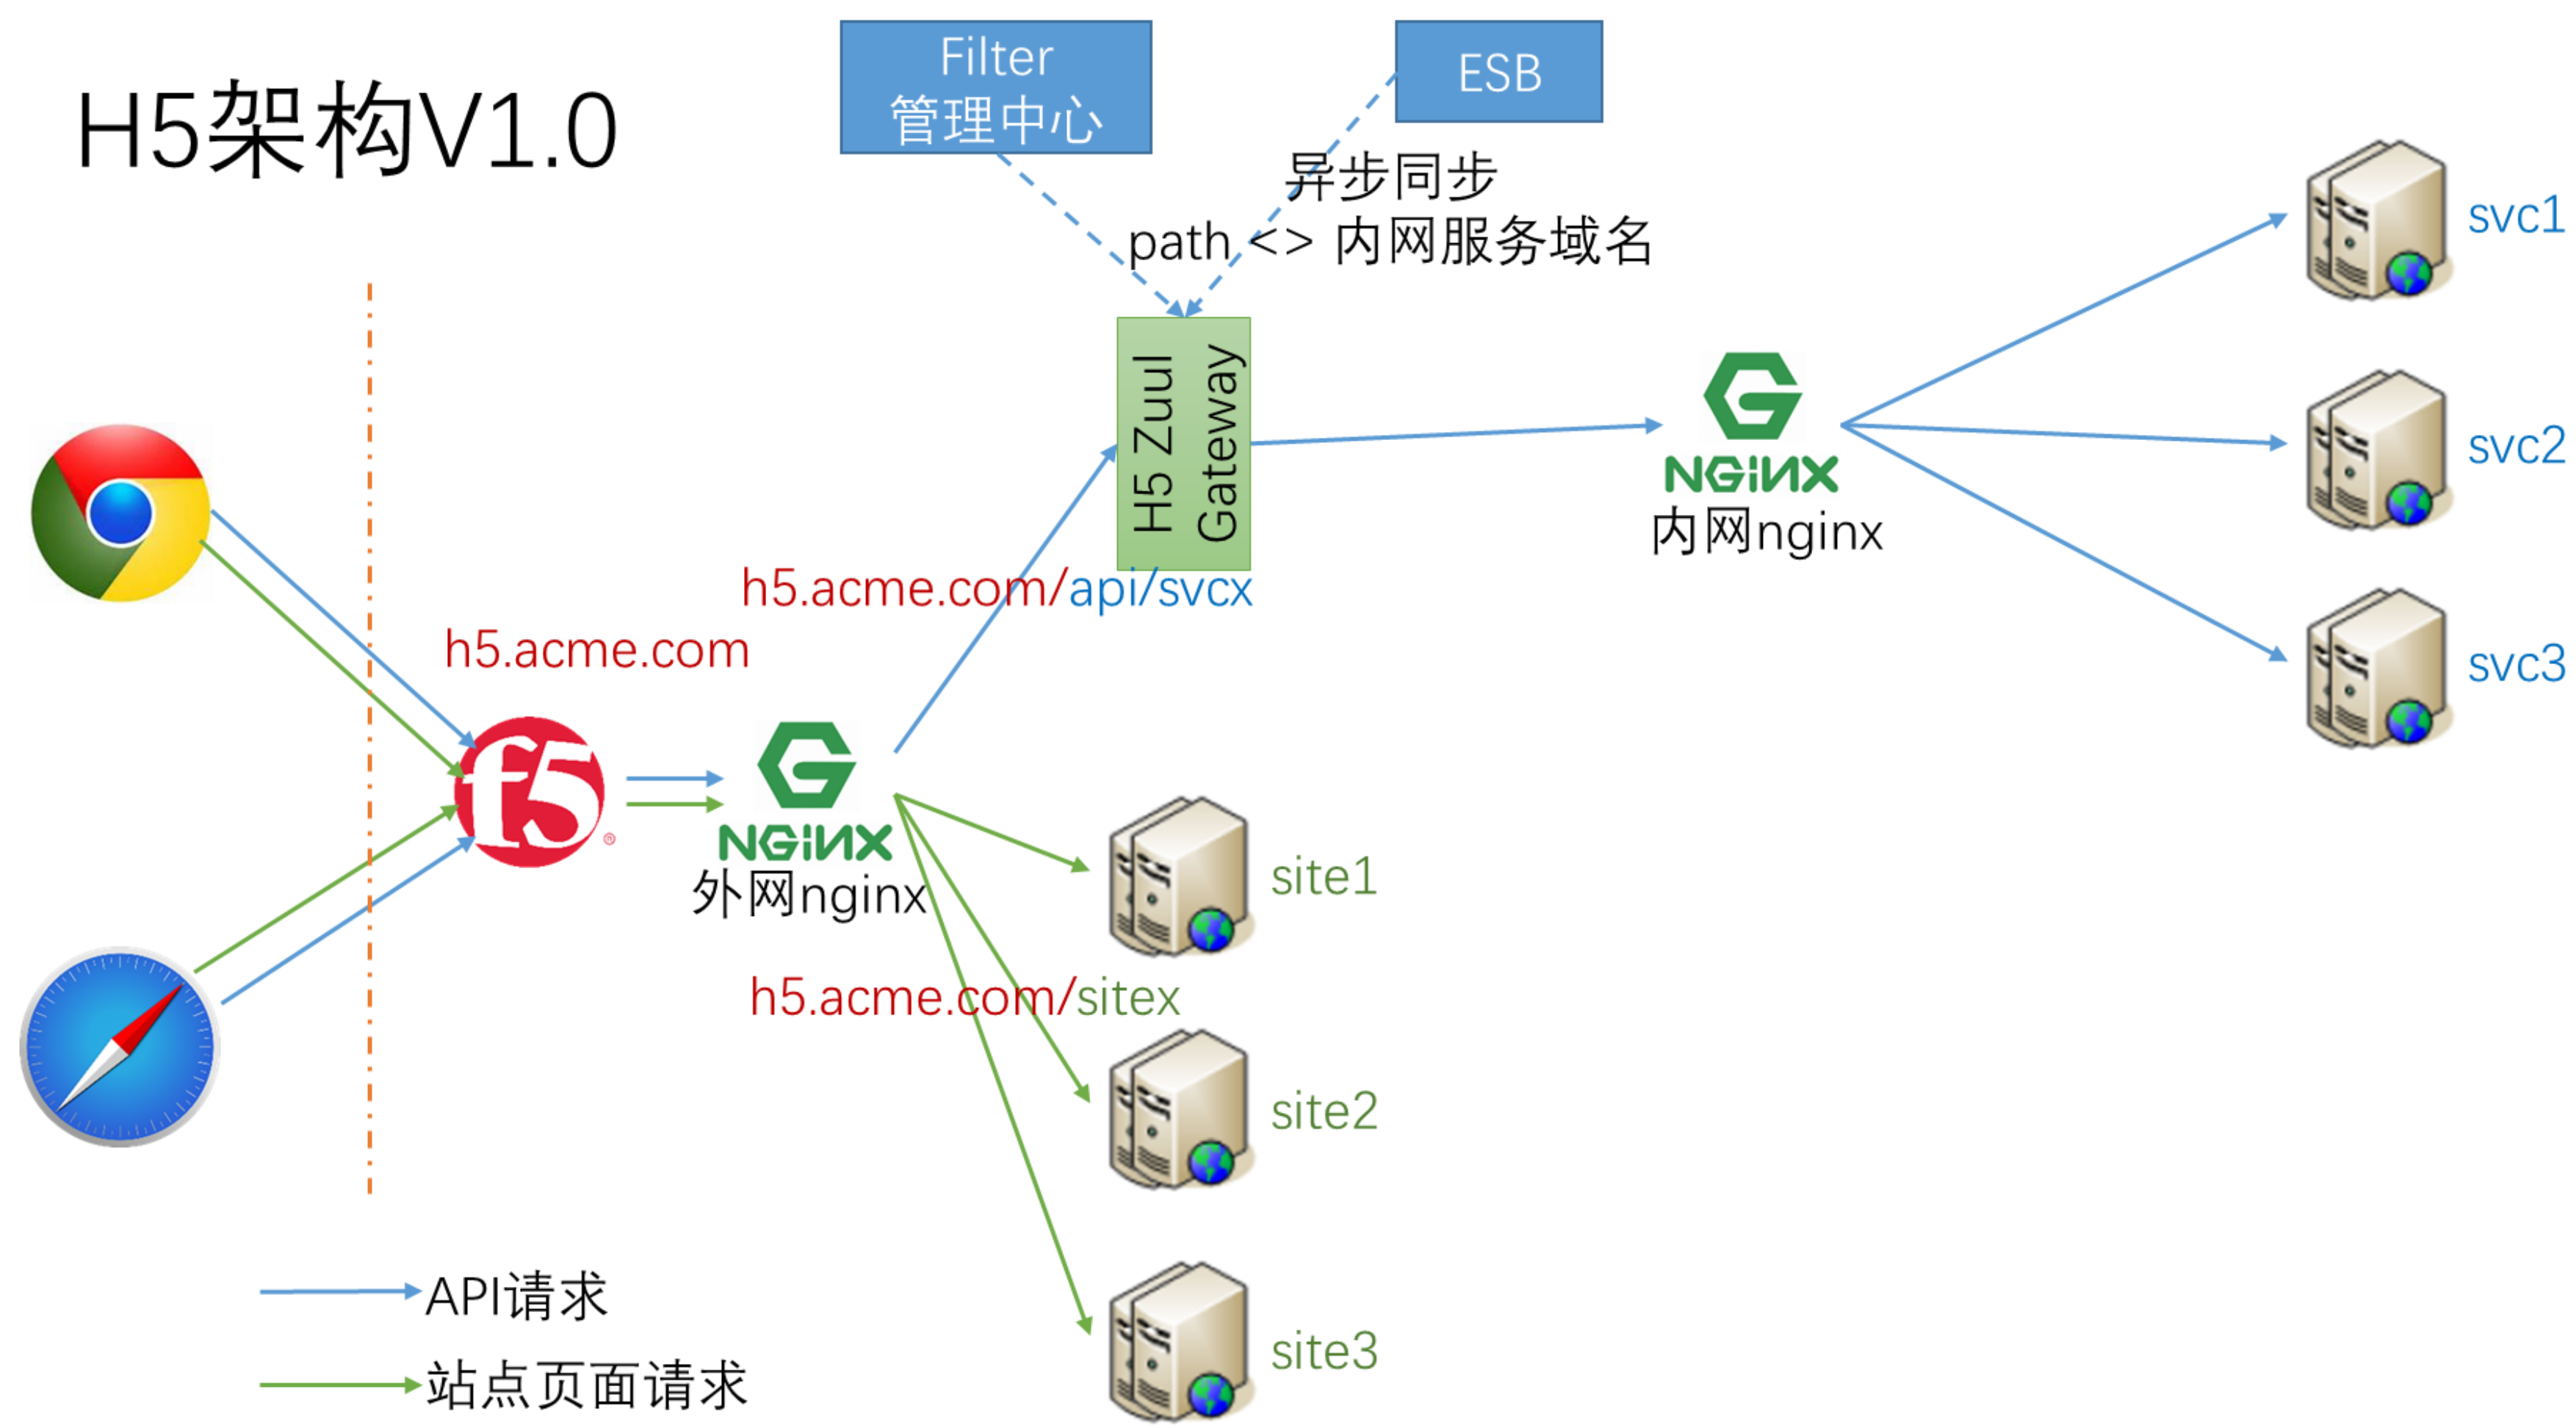 H5架构V1.0
Filter
管理中心
ESB
异步同步
path <> 内网服务域名
H5 Zuul
Gateway
NGiNX
内网nginx
svc1
svc2
svc3
h5.acme.com/api/svcx
h5.acme.com
f5®
NGiNX
外网nginx
site1
h5.acme.com/sitex
site2
site3
API请求
站点页面请求